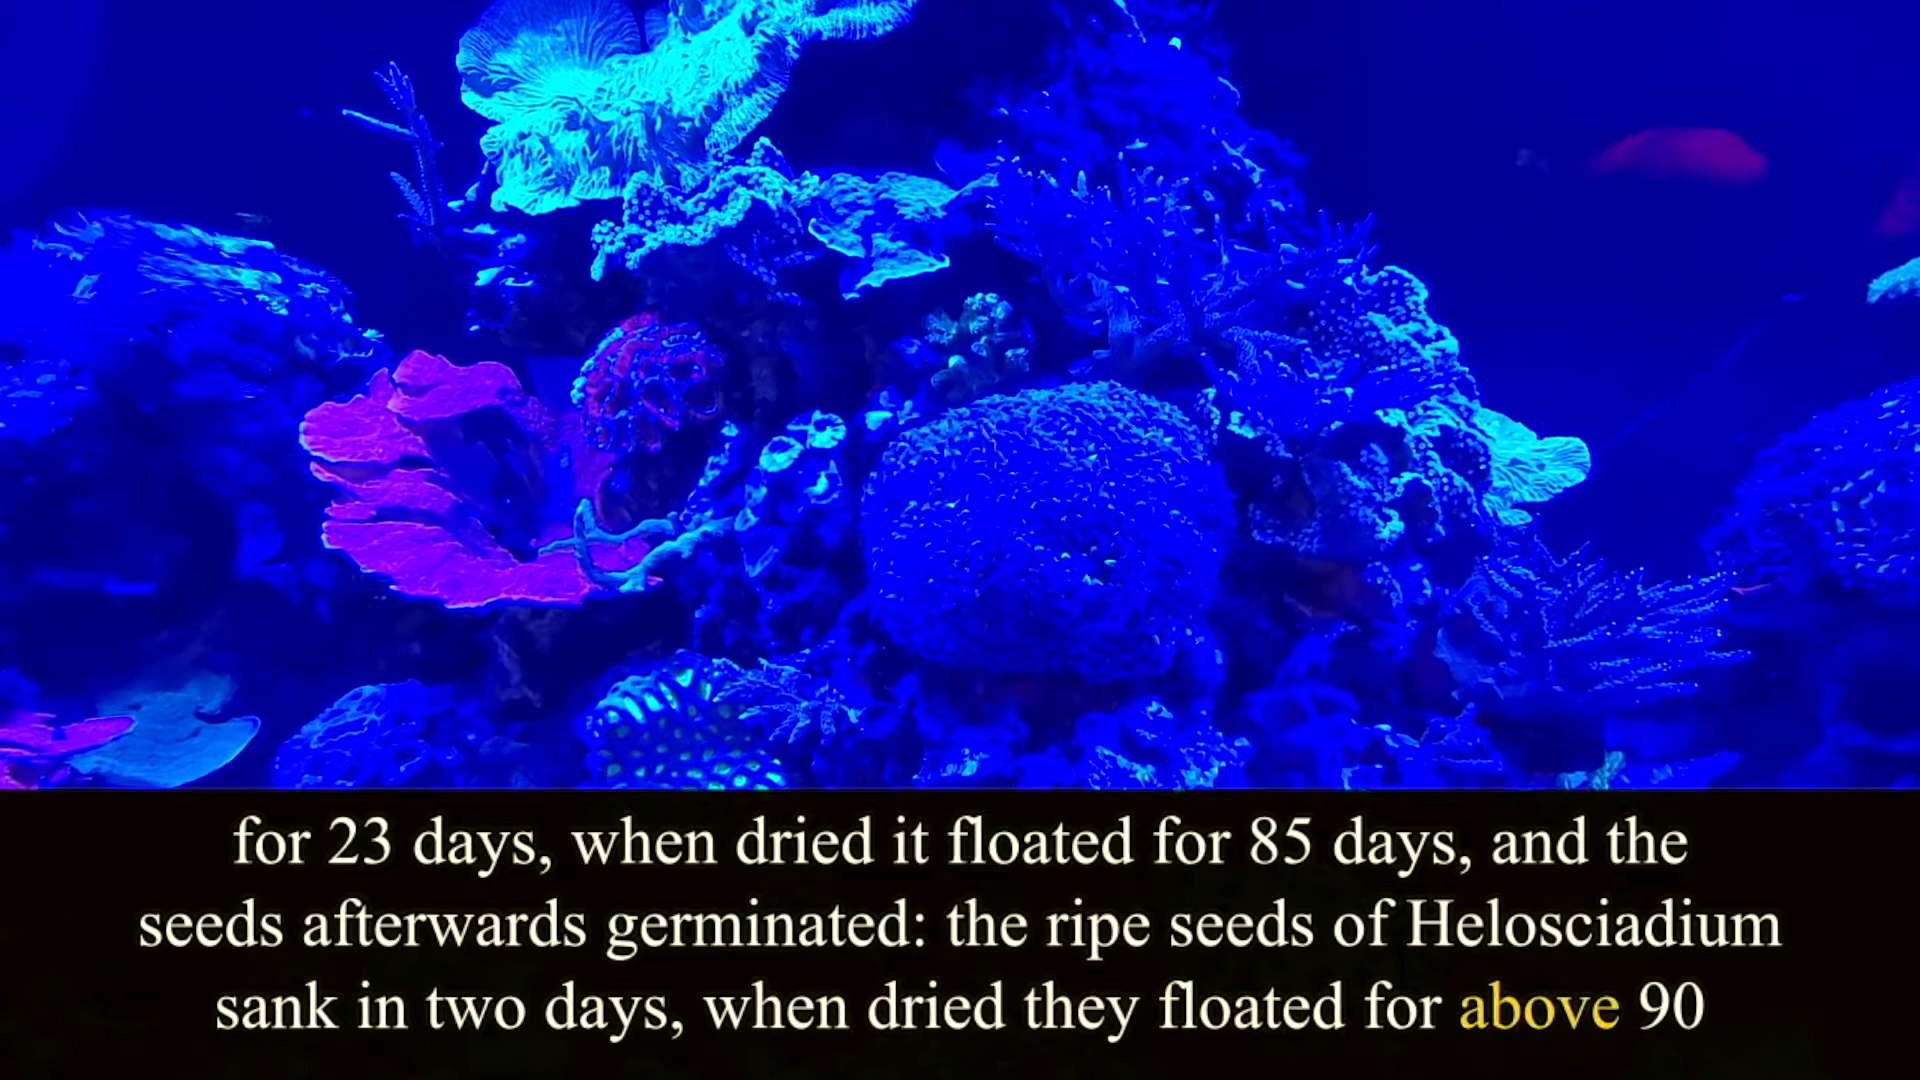 for 23 days, when dried it floated for 85 days, and the
seeds afterwards germinated: the ripe seeds of Helosciadium
sank in two days, when dried they floated for above 90